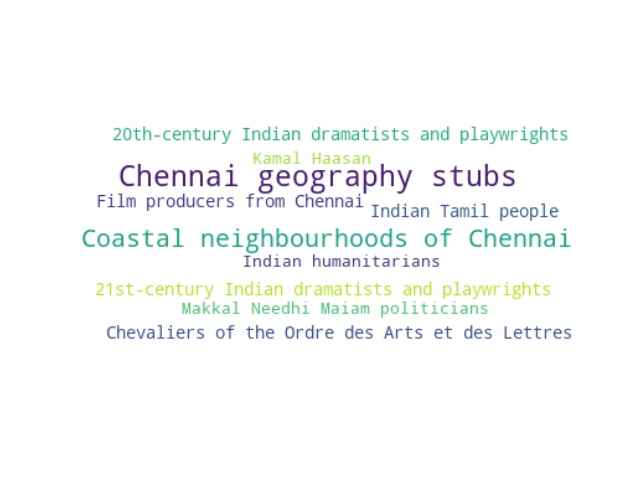 20th-century Indian dramatists and playwrights
Kamal Haasan
Chennai geography stubs
Film producers from Chennai
Indian Tamil people
Coastal neighbourhoods of Chennai
Indian humanitarians
21st-century Indian dramatists and playwrights
Makkal Needhi Maiam politicians
Chevaliers of the Ordre des Arts et des Lettres